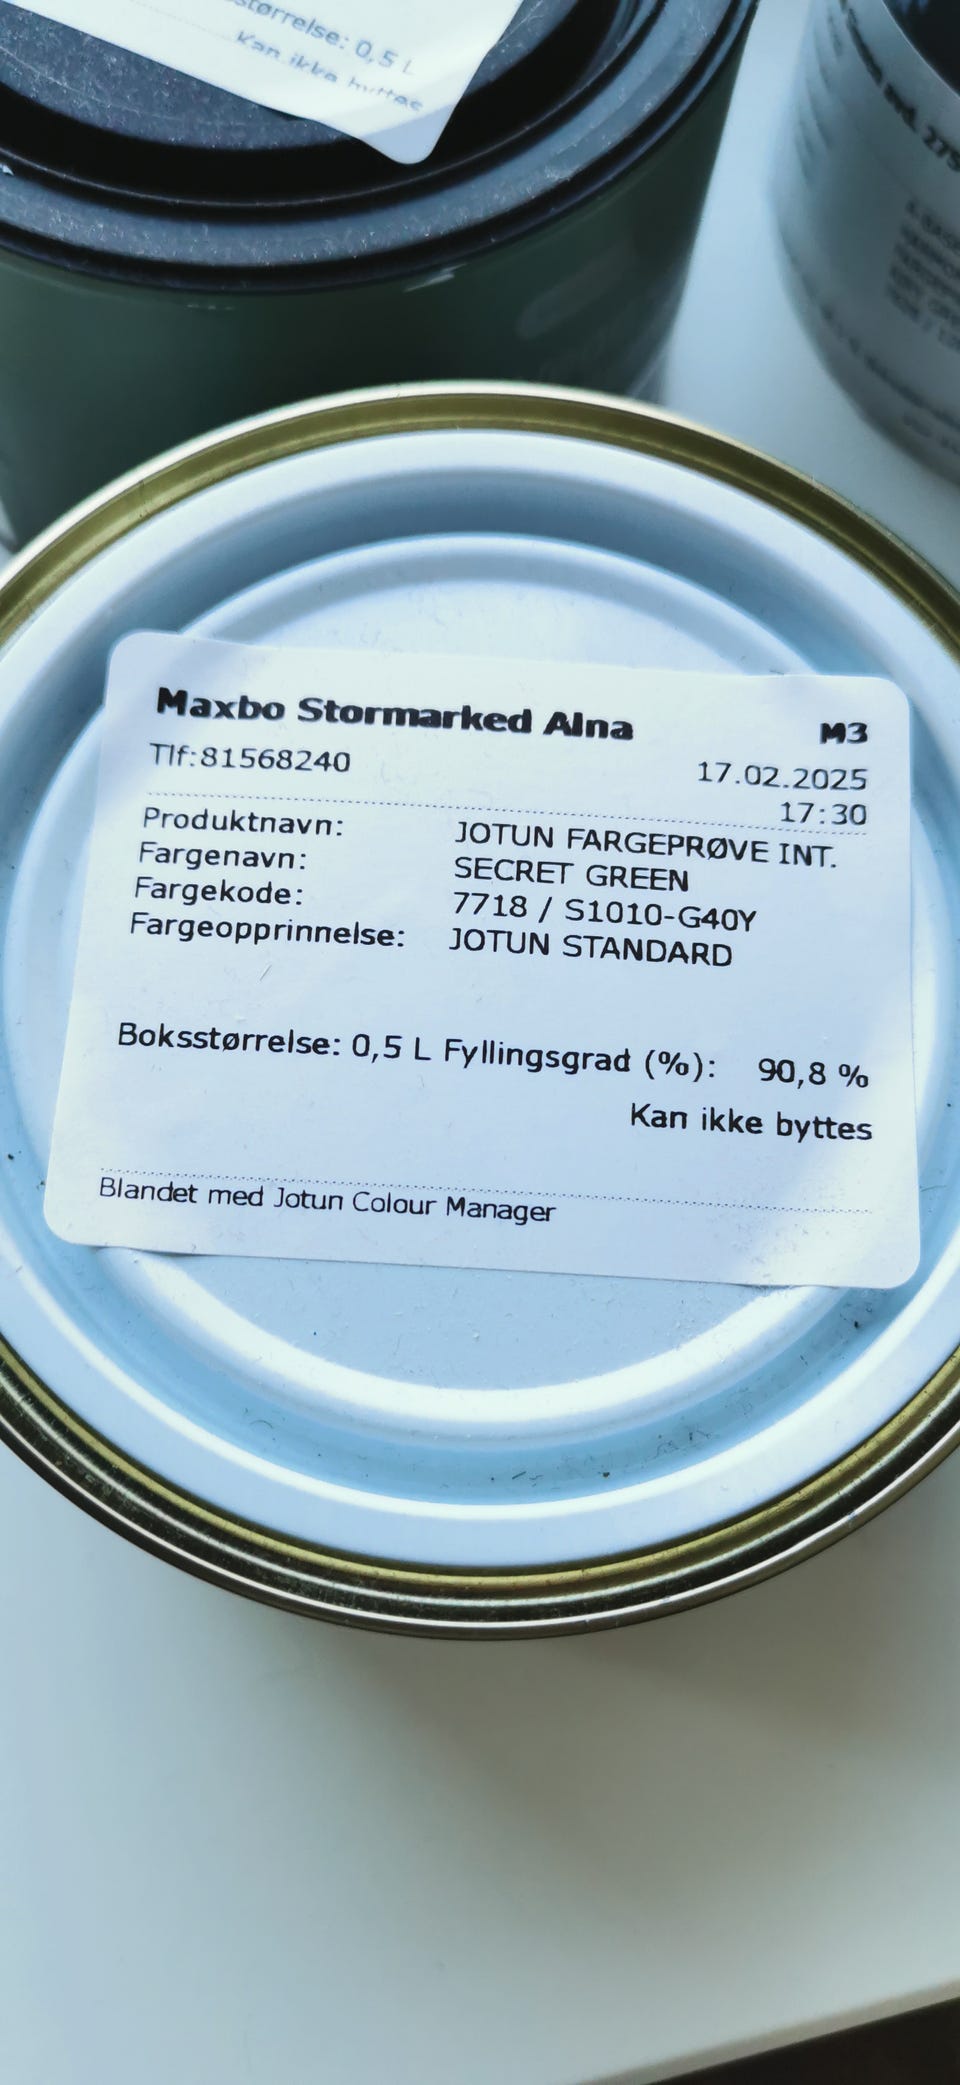 størrelse: 0,5 L
Kan ikke byttes
275
Maxbo Stormarked Alna M3
Tlf:81568240 17.02.2025
17:30
Produktnavn: JOTUN FARGEPRØVE INT.
Fargenavn: SECRET GREEN
Fargekode: 7718 / S1010-G40Y
Fargeopprinnelse: JOTUN STANDARD
Boksstørrelse: 0,5 L Fyllingsgrad (%): 90,8 %
Kan ikke byttes
Blandet med Jotun Colour Manager